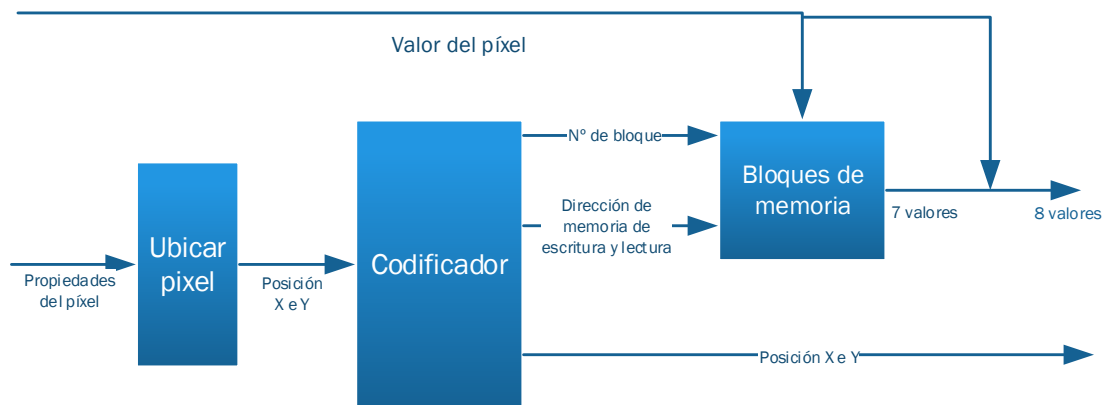 Valor del píxel
Nº de bloque
Bloques de
memoria
Dirección de
memoria de
escritura y lectura
7 valores
8 valores
Ubicar
pixel
Codificador
Propiedades
del píxel
Posición
X e Y
Posición X e Y